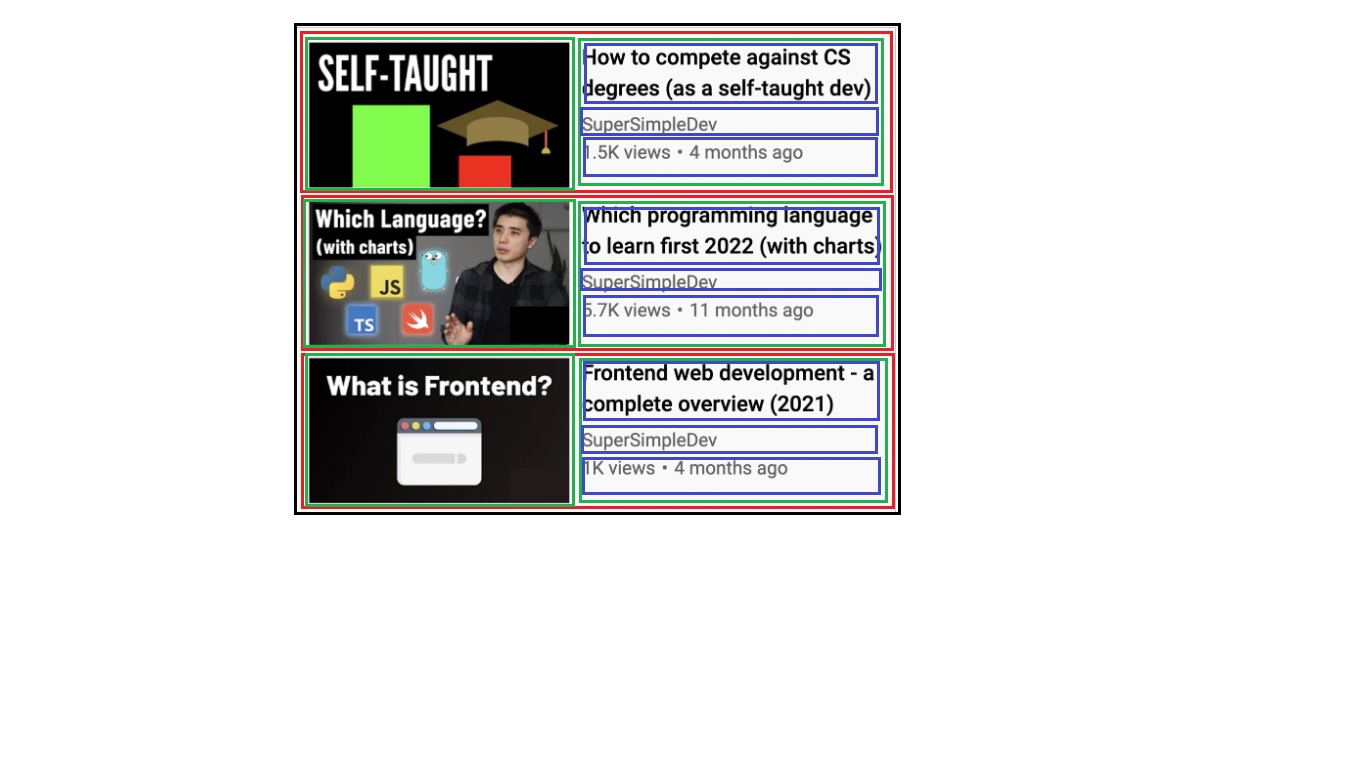 SELF-TAUGHT
How to compete against CS
degrees (as a self-taught dev)
SuperSimpleDev
1.5K views • 4 months ago
Which Language?
(with charts)
JS
TS
Which programming language
to learn first 2022 (with charts)
SuperSimpleDev
5.7K views • 11 months ago
What is Frontend?
Frontend web development - a
complete overview (2021)
SuperSimpleDev
1K views • 4 months ago